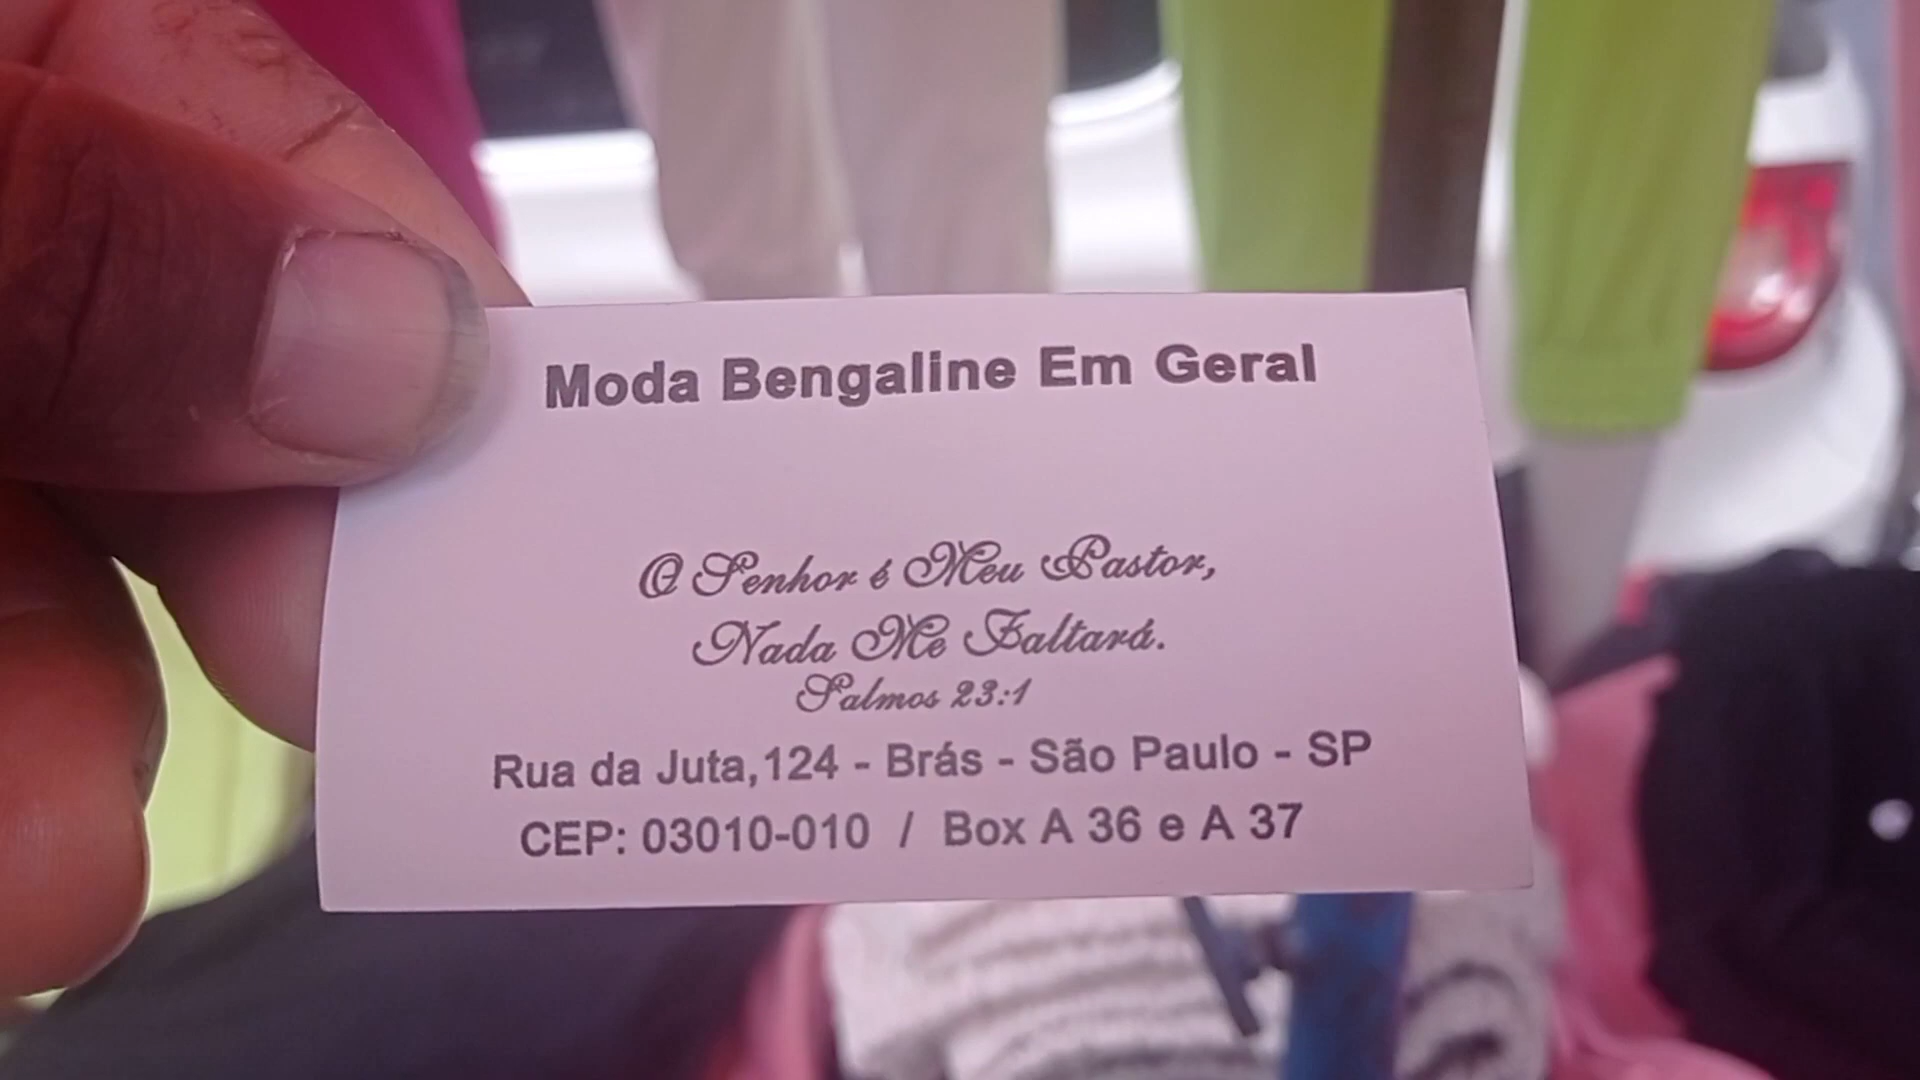 Moda Bengaline Em Geral
O Senhor é Meu Pastor,
Nada Me Faltará.
Salmos 23:1
Rua da Juta,124 - Brás - São Paulo - SP
CEP: 03010-010 / Box A 36 e A 37